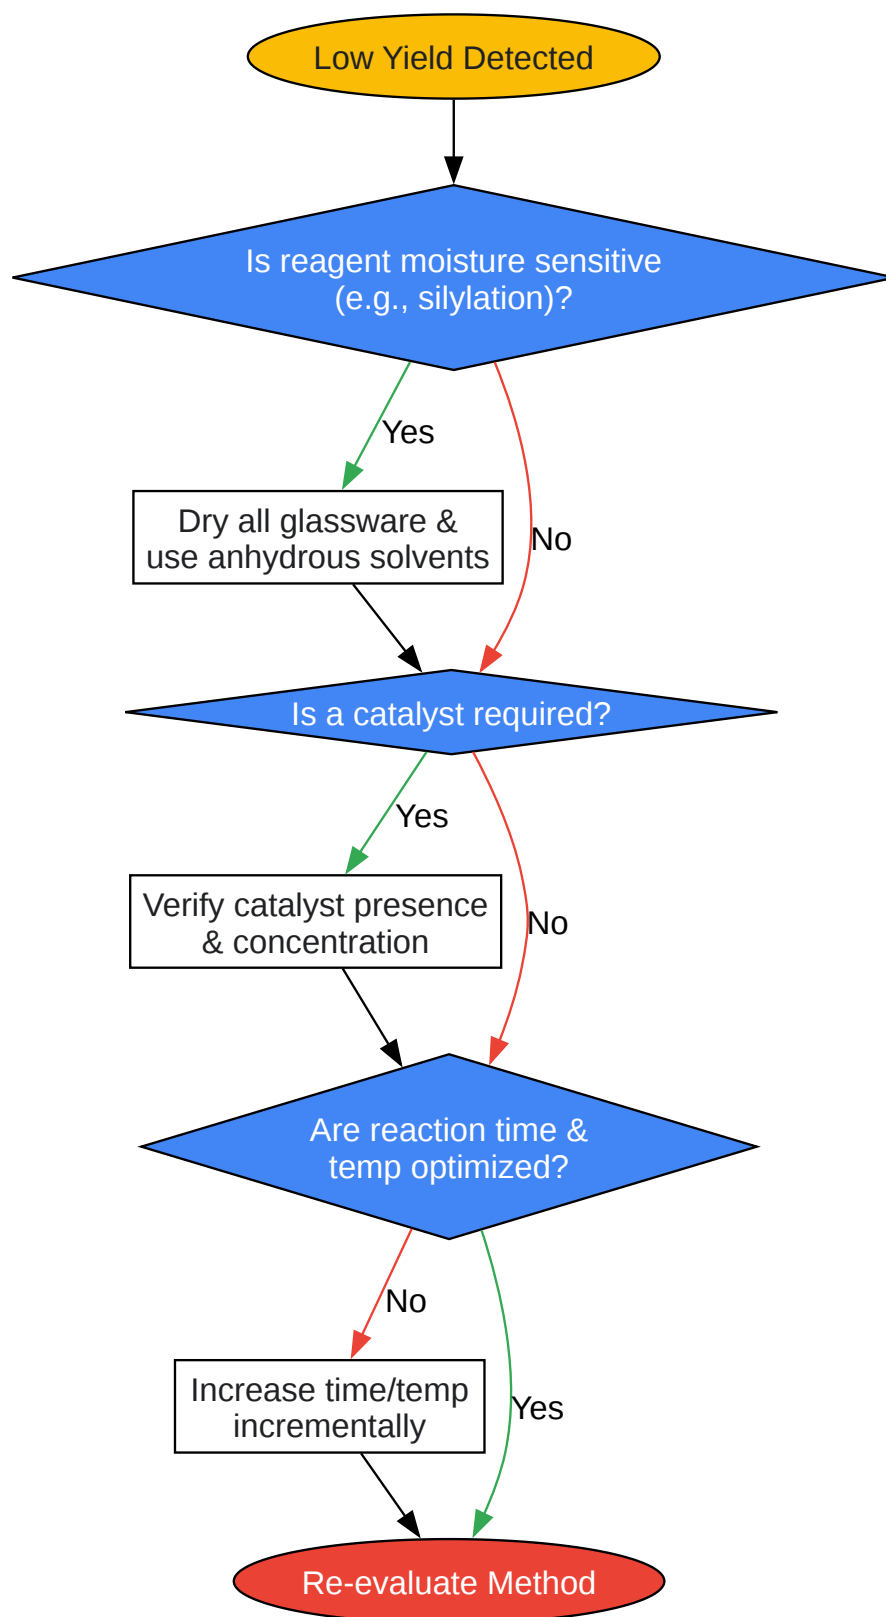 Low Yield Detected
Is reagent moisture sensitive
(e.g., silylation)?
Yes
Dry all glassware &
use anhydrous solvents
No
Is a catalyst required?
Yes
Verify catalyst presence
& concentration
No
Are reaction time &
temp optimized?
No
Increase time/temp
incrementally
Yes
Re-evaluate Method